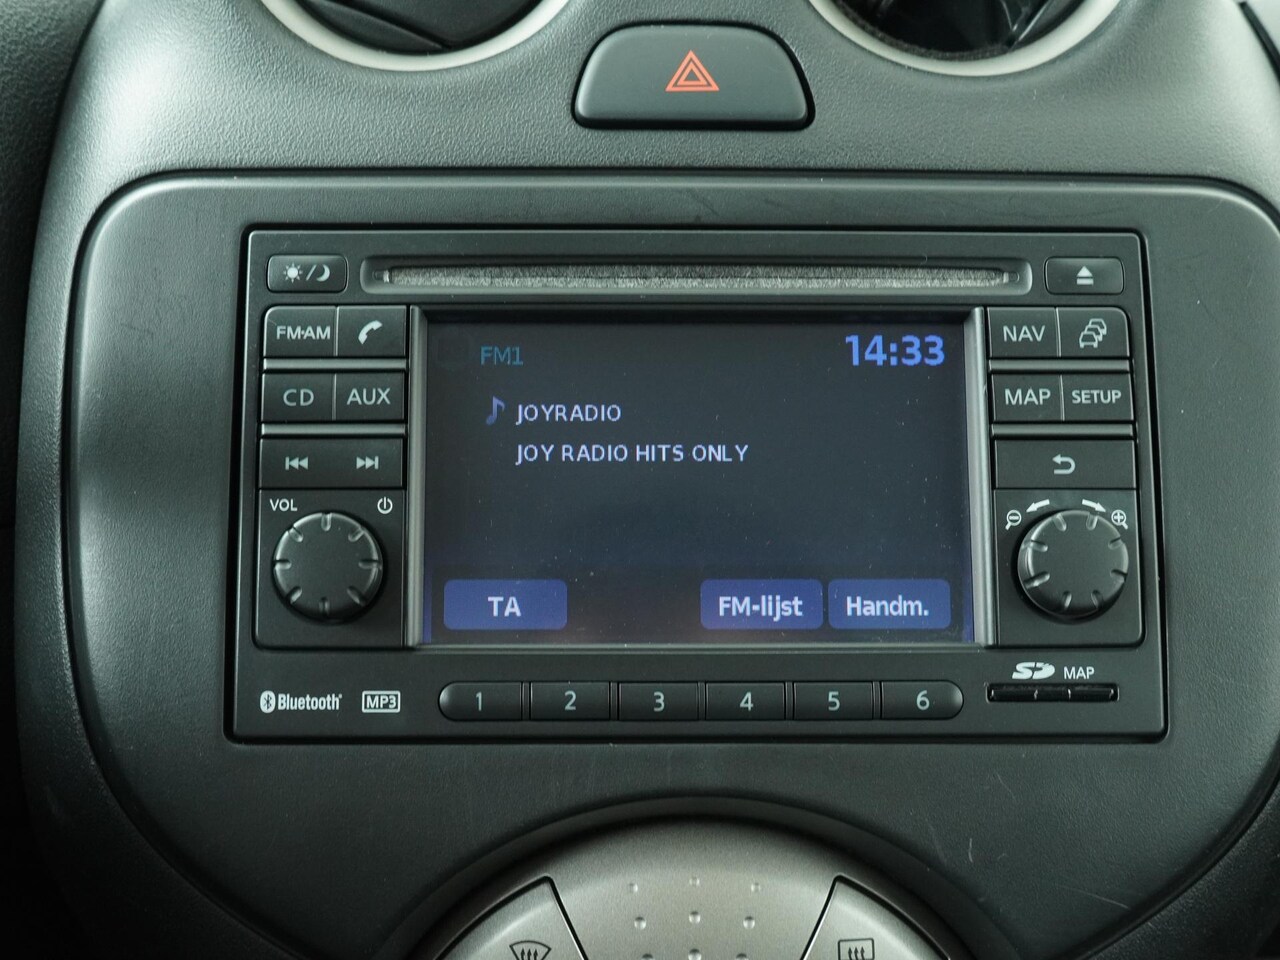 FM·AM
CD
AUX
VOL
FM1
14:33
JOYRADIO
JOY RADIO HITS ONLY
TA
FM-lijst
Handm.
NAV
MAP
SETUP
Bluetooth®
MP3
1 2 3 4 5 6
SD MAP